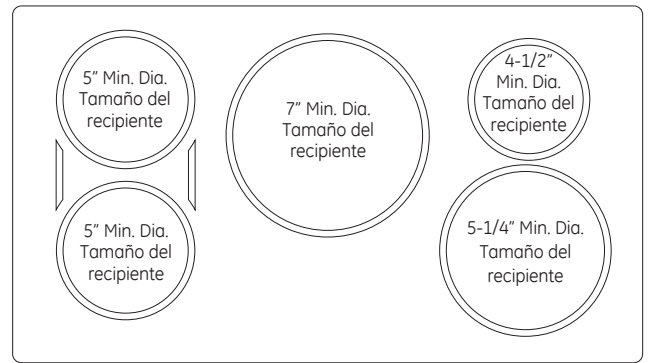 5” Min. Dia.
Tamaño del
recipiente
7” Min. Dia.
Tamaño del
recipiente
4-1/2”
Min. Dia.
Tamaño del
recipiente
5” Min. Dia.
Tamaño del
recipiente
5-1/4” Min. Dia.
Tamaño del
recipiente